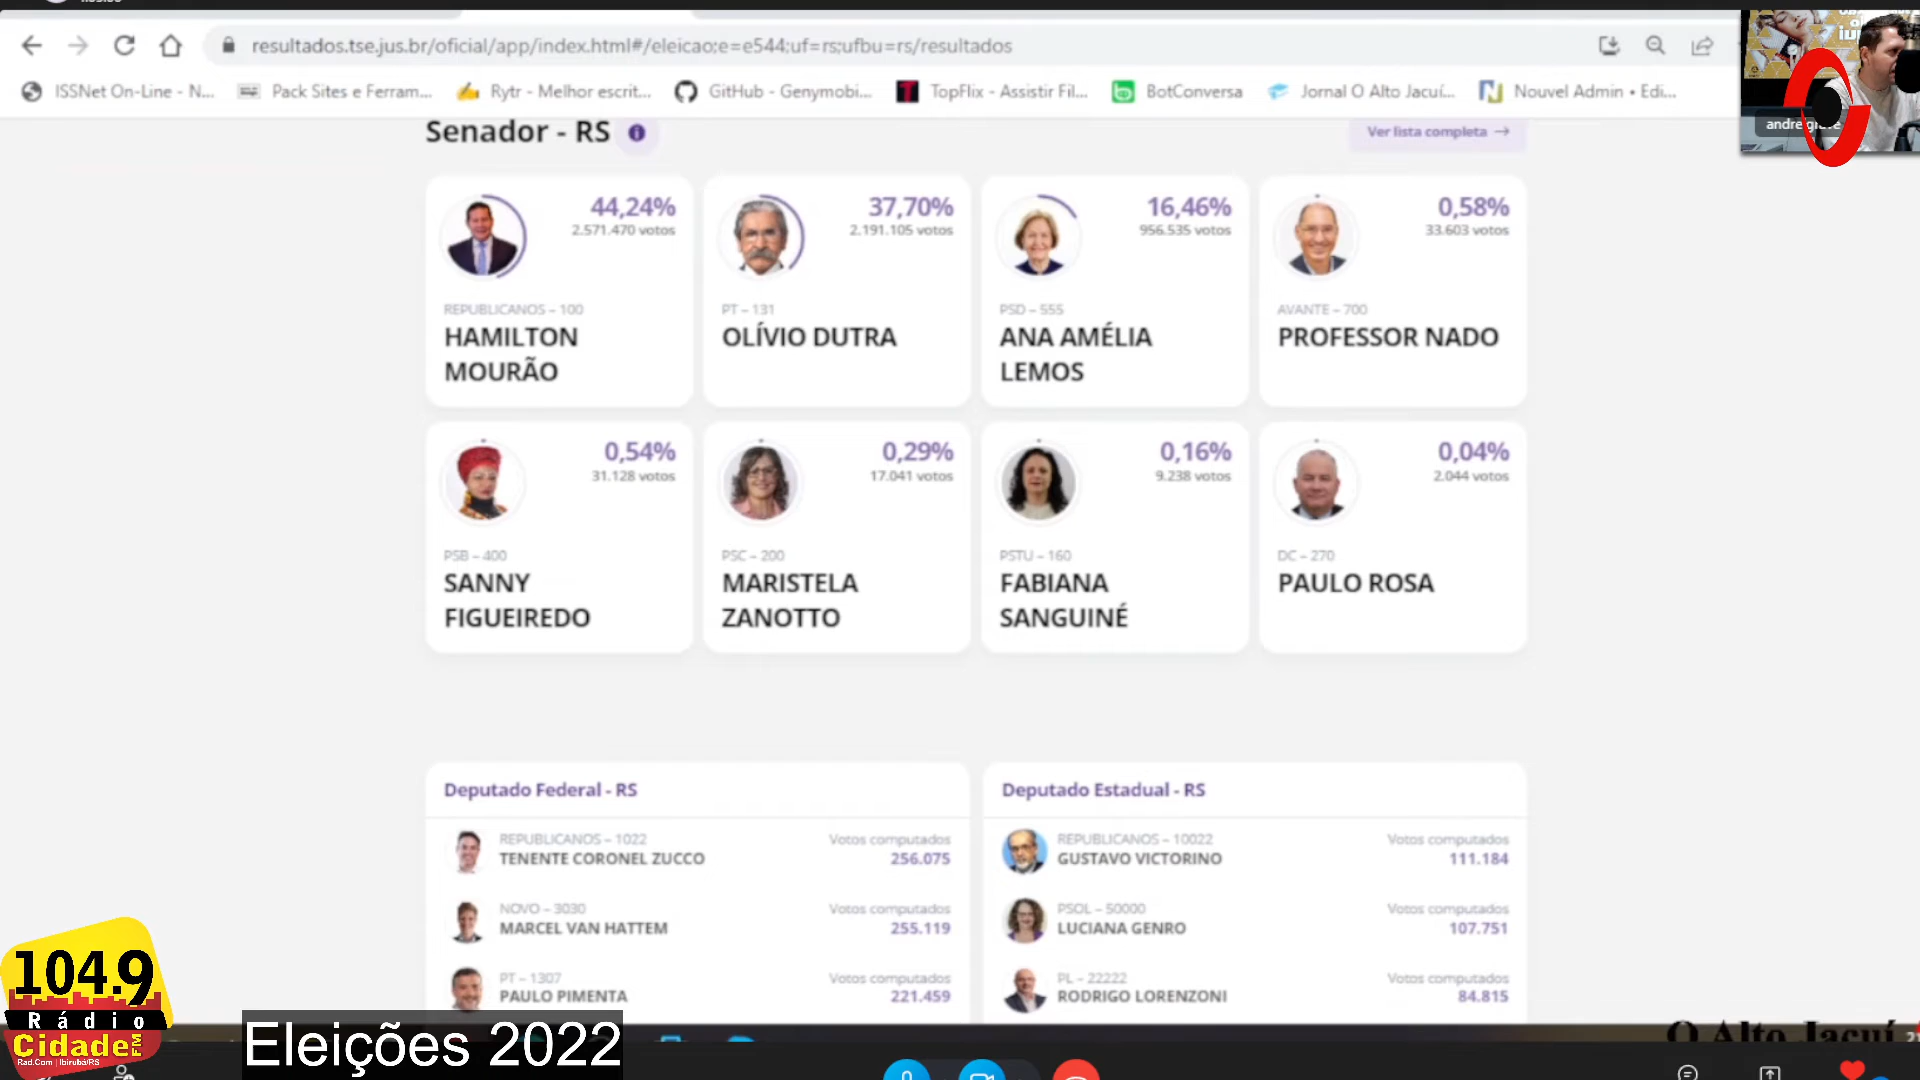 resultados.tse.jus.br/oficial/app/index.html#/eleicao:e=e544:uf=rs:ufbu=rs/resultados
ISSNet On-Line - N... Pack Sites e Ferram... Rytr - Melhor escrit... GitHub - Genymobi... TopFlix - Assistir Fil... BotConversa Jornal O Alto Jacuí... Nouvel Admin • Edi...
Senador - RS
Ver lista completa →
44,24% 37,70% 16,46% 0,58%
2.571.470 votos 2.191.105 votos 956.535 votos 33.603 votos
REPUBLICANOS – 100 PT – 131 PSD – 555 AVANTE – 700
HAMILTON OLÍVIO DUTRA ANA AMÉLIA PROFESSOR NADO
MOURÃO LEMOS
0,54% 0,29% 0,16% 0,04%
31.128 votos 17.041 votos 9.238 votos 2.044 votos
PSB – 400 PSC – 200 PSTU – 160 DC – 270
SANNY MARISTELA FABIANA PAULO ROSA
FIGUEIREDO ZANOTTO SANGUINÉ
Deputado Federal - RS Deputado Estadual - RS
REPUBLICANOS – 1022 Votos computados REPUBLICANOS – 10022 Votos computados
TENENTE CORONEL ZUCCO 256.075 GUSTAVO VICTORINO 111.184
NOVO – 3030 Votos computados PSOL – 50000 Votos computados
MARCEL VAN HATTEM 255.119 LUCIANA GENRO 107.751
PT – 1307 Votos computados PL – 22222 Votos computados
PAULO PIMENTA 221.459 RODRIGO LORENZONI 84.815
104.9
Rádio
Cidade FM
Rad.Com | Ibirubá/RS
Eleições 2022
O Alto Jacuí